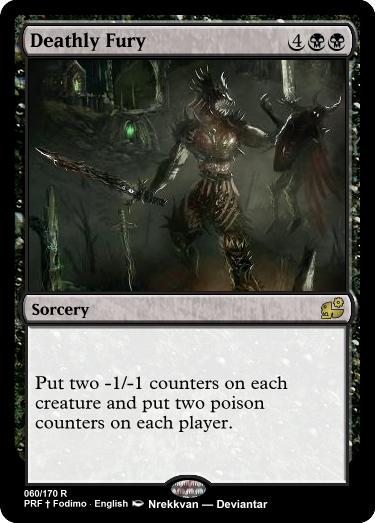 Deathly Fury 4
Sorcery
Put two -1/-1 counters on each
creature and put two poison
counters on each player.
060/170 R
PRF † Fodimo · English Nrekkvan — Deviantar